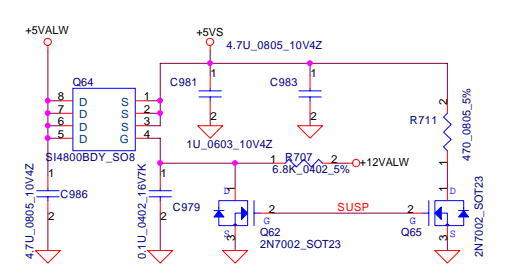 +5VALW
+5VS
4.7U_0805_10V4Z
Q64
C981
C983
8 D S 1
7 D S 2
6 D S 3
5 D G 4
SI4800BDY_SO8
1
2
1
2
2
1
R711
470_0805_5%
1U_0603_10V4Z
1 R707 2
6.8K_0402_5%
+12VALW
4.7U_0805_10V4Z
1
C986
2
0.1U_0402_16V7K
1
C979
2
1
D
G
S
3
2
SUSP
2
1
D
G
S
3
Q62
2N7002_SOT23
Q65
2N7002_SOT23